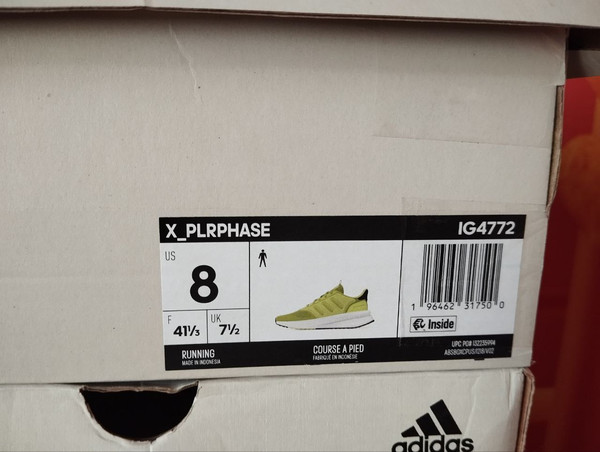 X_PLRPHASE IG4772
US
8
F UK
41⅓ 7½
1 96462 31750 0
Inside
RUNNING
MADE IN INDONESIA
COURSE A PIED
FABRIQUÉ EN INDONÉSIE
adidas